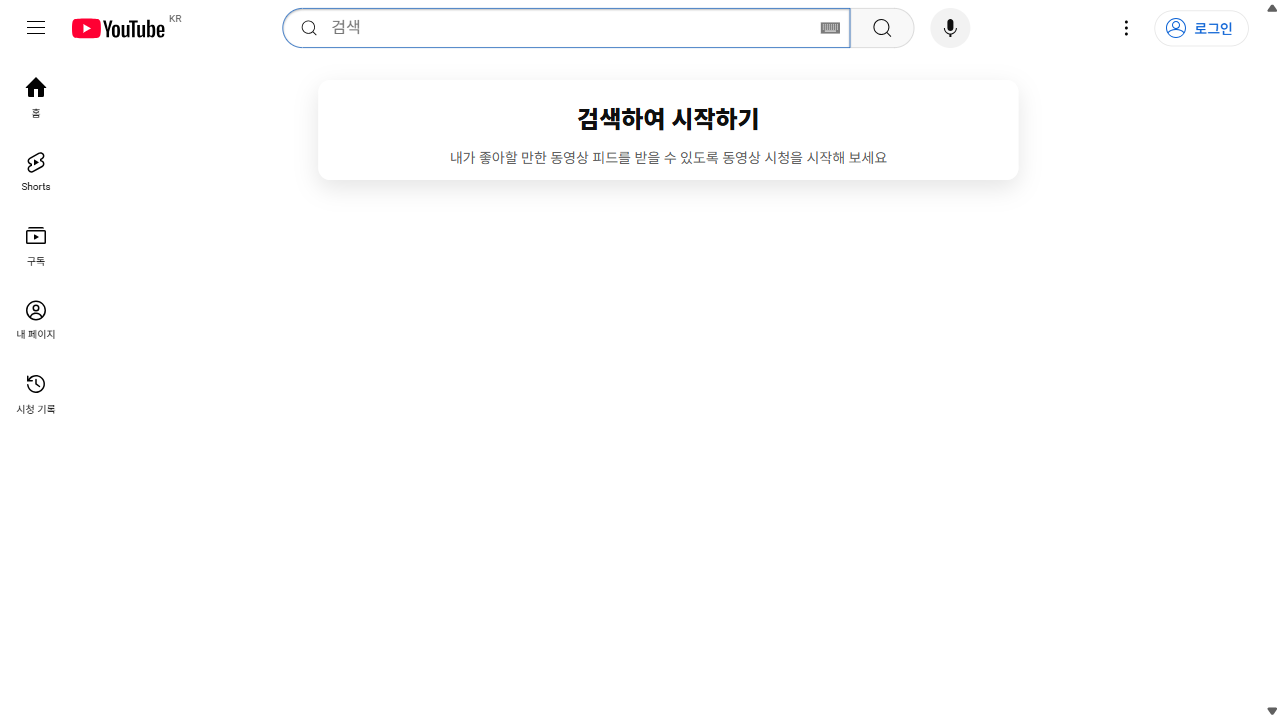 YouTube KR
검색
로그인
홈
Shorts
구독
내 페이지
시청 기록
검색하여 시작하기
내가 좋아할 만한 동영상 피드를 받을 수 있도록 동영상 시청을 시작해 보세요